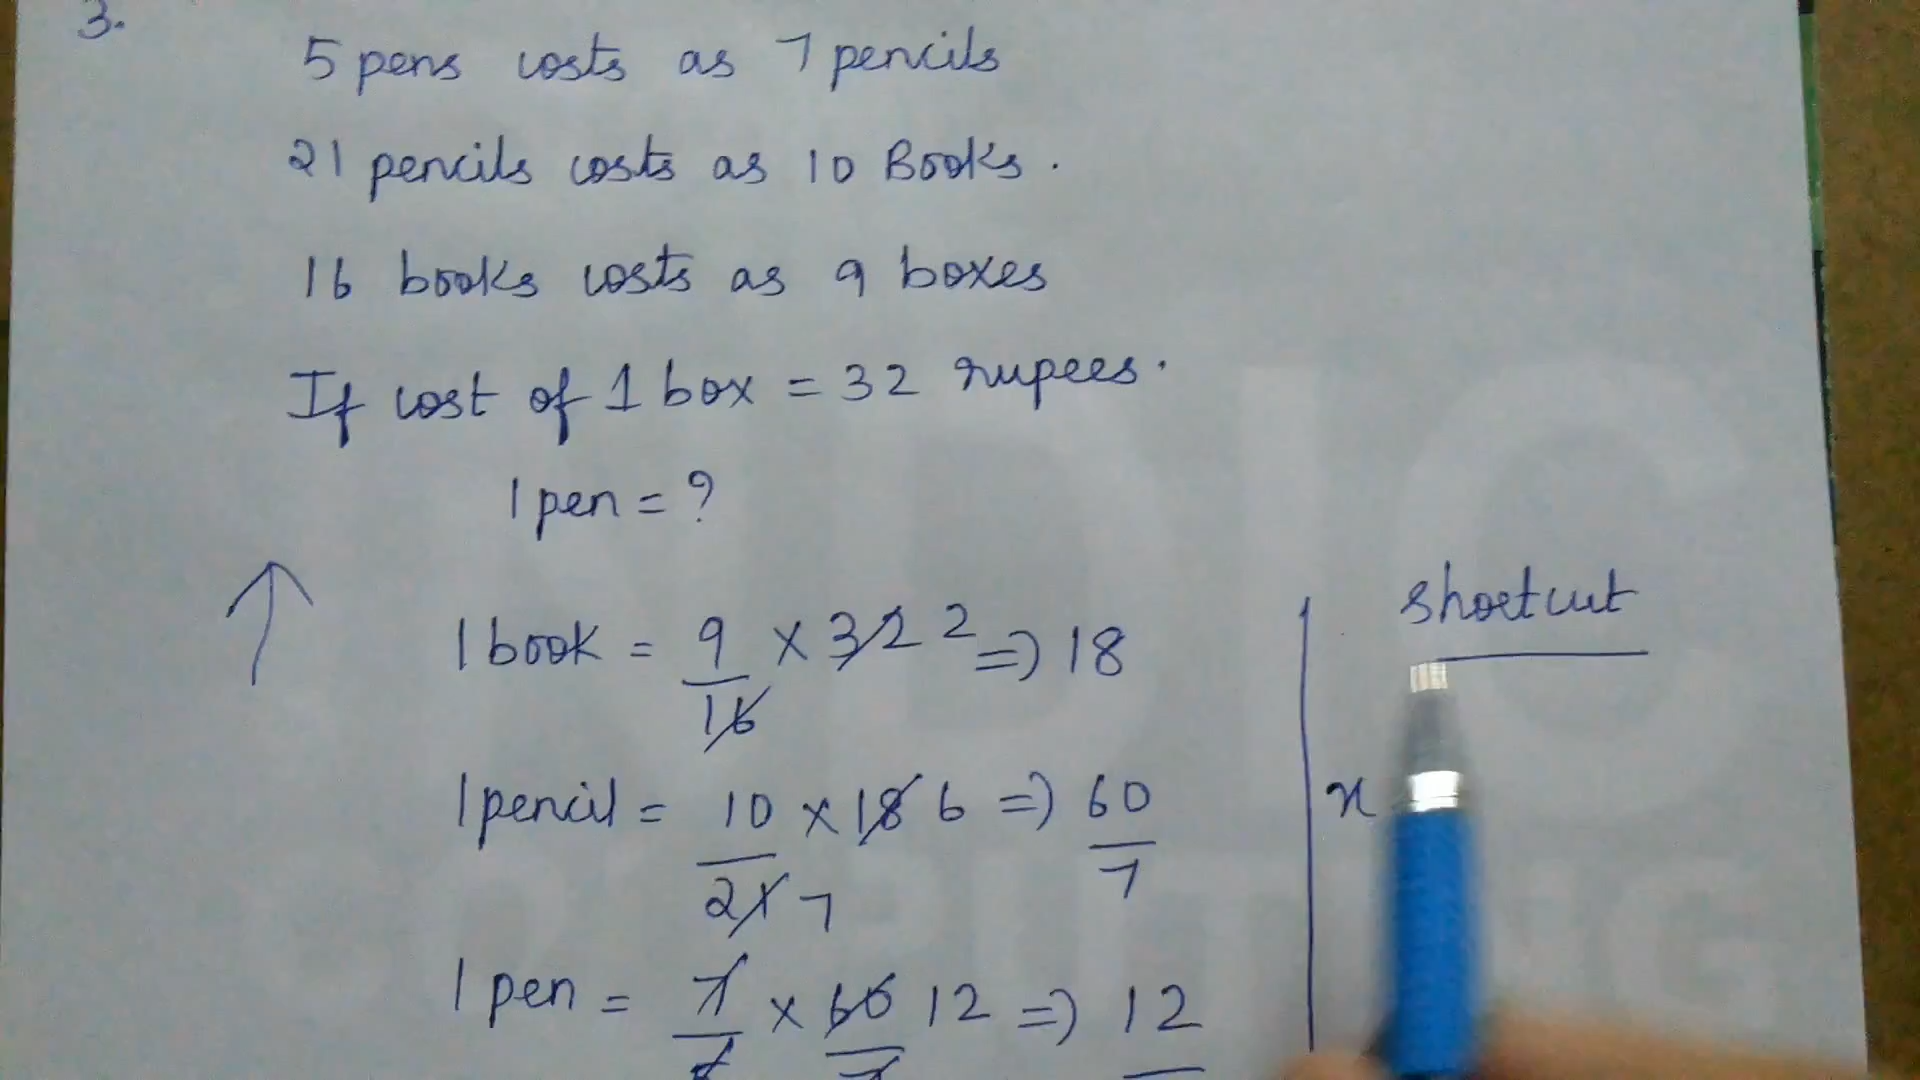 3.
5 pens costs as 7 pencils
21 pencils costs as 10 Books.
16 books costs as 9 boxes
If cost of 1 box = 32 rupees.
1 pen = ?
1 book = 9/16 × 32 2 => 18
1 pencil = 10/21 7 × 18 6 => 60/7
1 pen = 7/5 × 60/7 12 => 12
shortcut
x